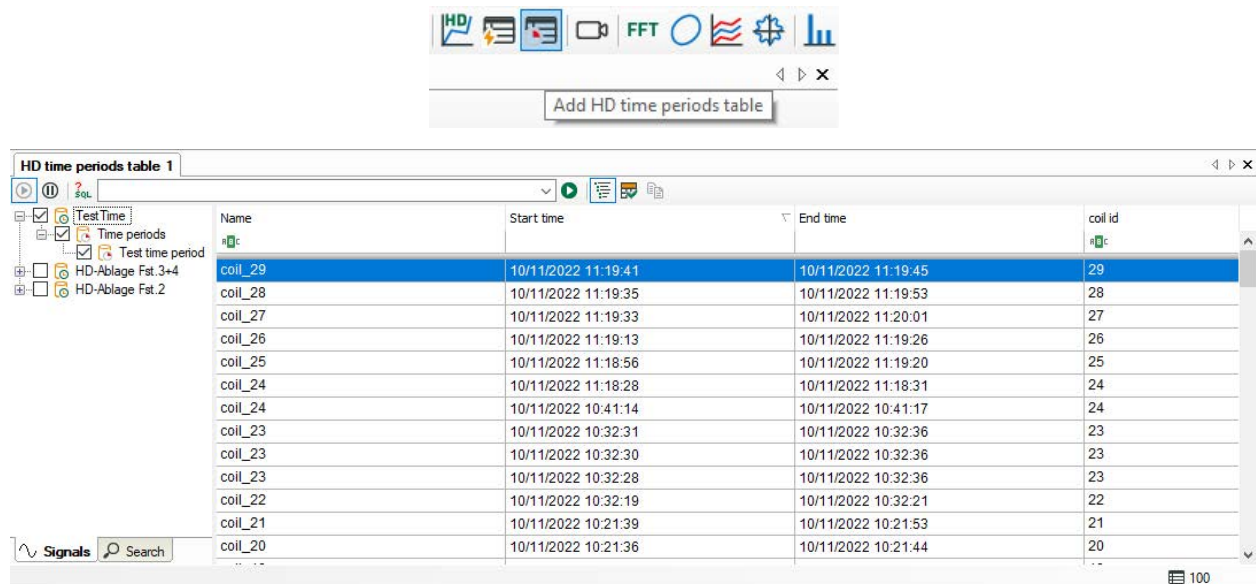 HD FFT
Add HD time periods table
HD time periods table 1
? SQL
Name Start time End time coil id
TestTime
Time periods
Test time period
HD-Ablage Fst.3+4
HD-Ablage Fst.2
coil_29 10/11/2022 11:19:41 10/11/2022 11:19:45 29
coil_28 10/11/2022 11:19:35 10/11/2022 11:19:53 28
coil_27 10/11/2022 11:19:33 10/11/2022 11:20:01 27
coil_26 10/11/2022 11:19:13 10/11/2022 11:19:26 26
coil_25 10/11/2022 11:18:56 10/11/2022 11:19:20 25
coil_24 10/11/2022 11:18:28 10/11/2022 11:18:31 24
coil_24 10/11/2022 10:41:14 10/11/2022 10:41:17 24
coil_23 10/11/2022 10:32:31 10/11/2022 10:32:36 23
coil_23 10/11/2022 10:32:30 10/11/2022 10:32:36 23
coil_23 10/11/2022 10:32:28 10/11/2022 10:32:36 23
coil_22 10/11/2022 10:32:19 10/11/2022 10:32:21 22
coil_21 10/11/2022 10:21:39 10/11/2022 10:21:53 21
coil_20 10/11/2022 10:21:36 10/11/2022 10:21:44 20
Signals Search
100